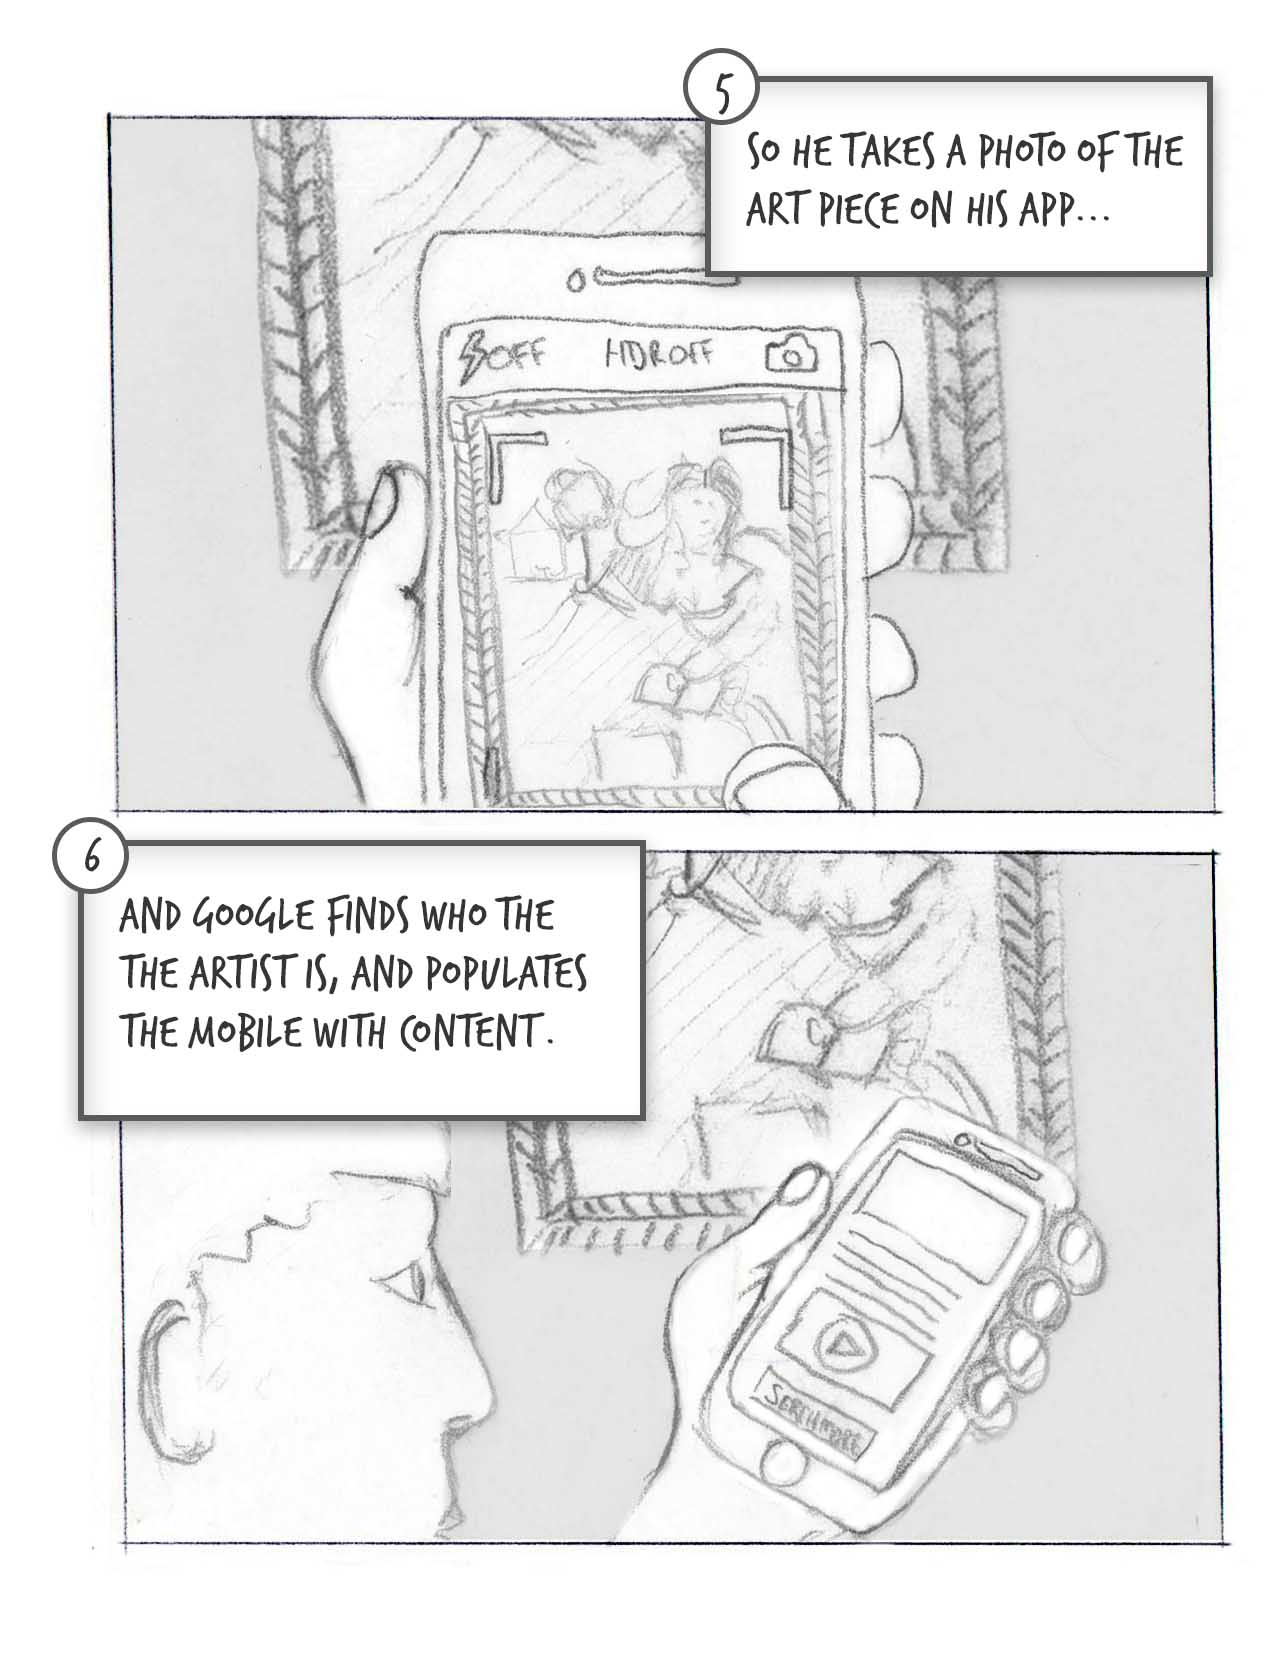 5
SO HE TAKES A PHOTO OF THE
ART PIECE ON HIS APP...
OFF HDR OFF
6
AND GOOGLE FINDS WHO THE
THE ARTIST IS, AND POPULATES
THE MOBILE WITH CONTENT.